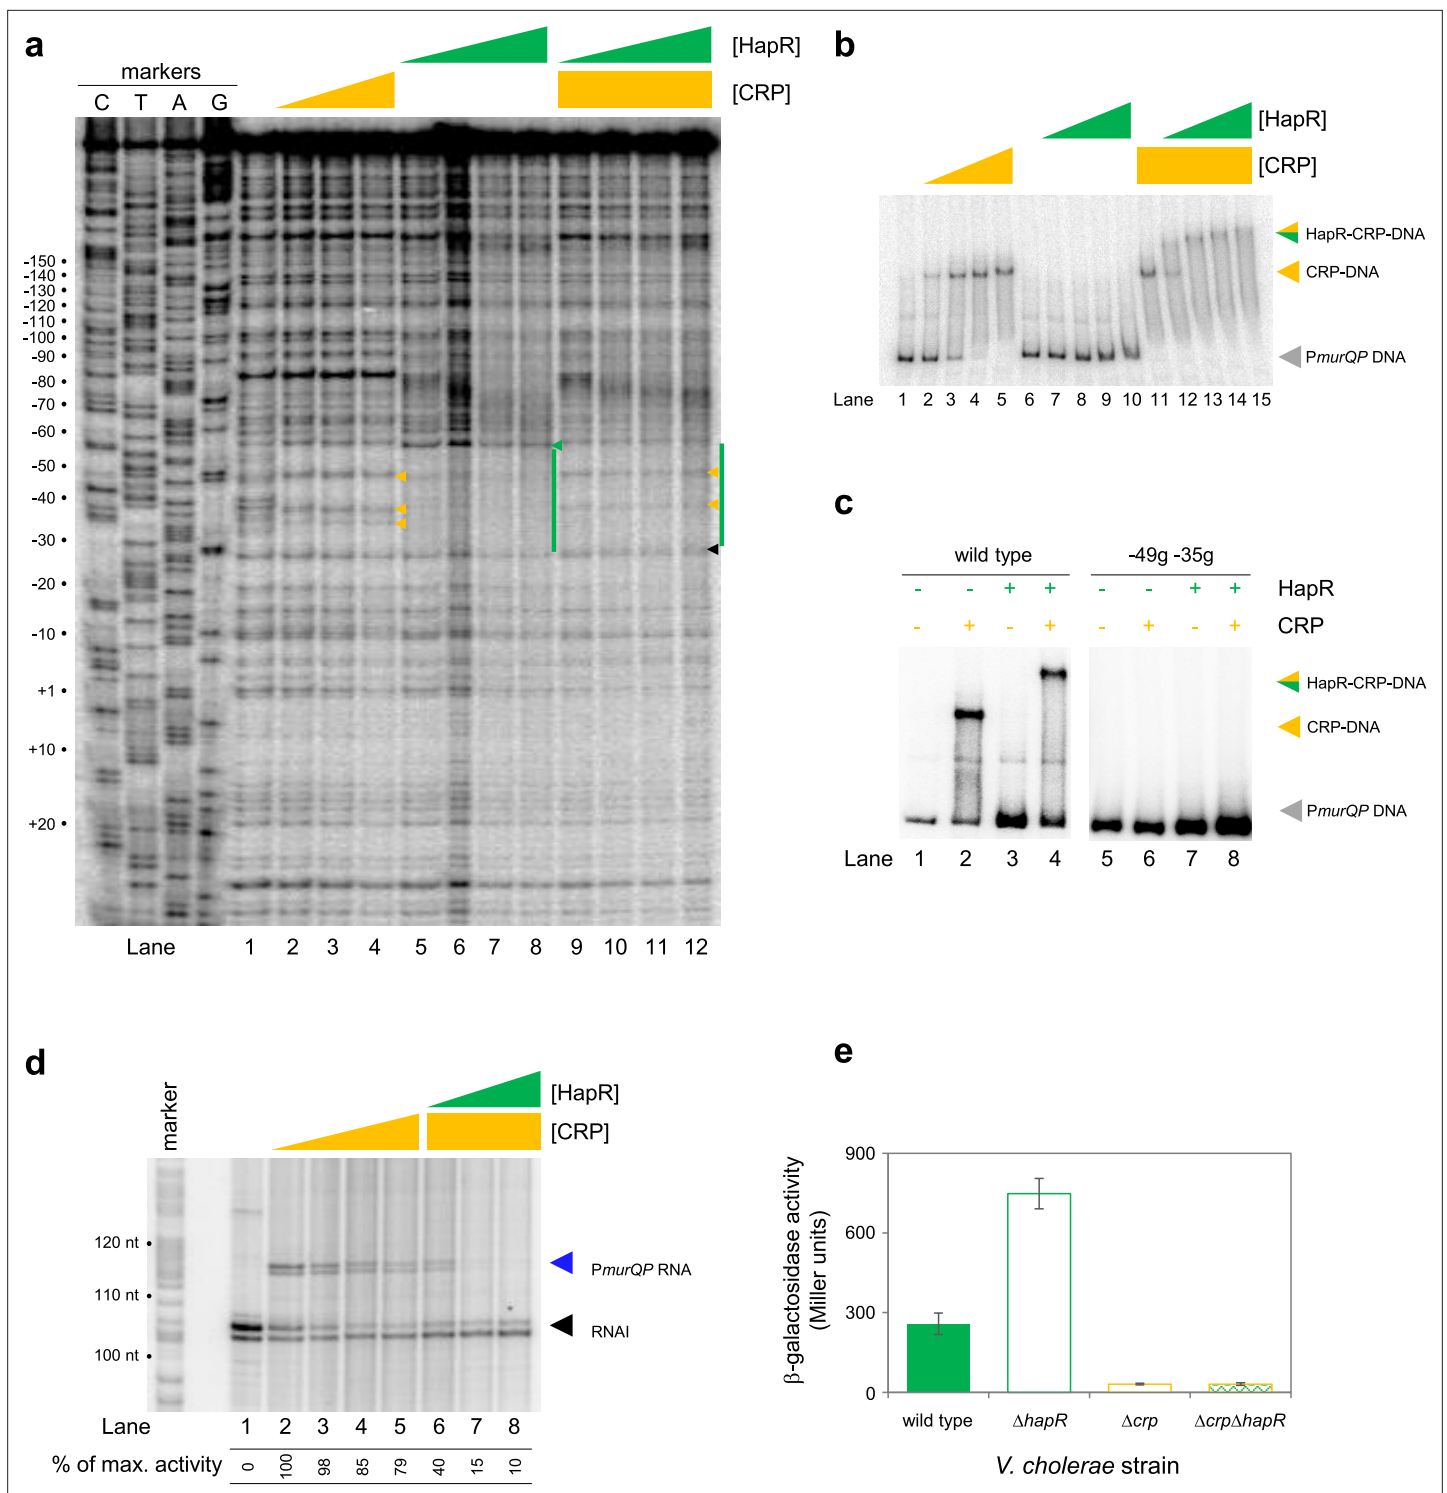 a
[HapR]
[CRP]
markers
C T A G
-150
-140
-130
-120
-110
-100
-90
-80
-70
-60
-50
-40
-30
-20
-10
+1
+10
+20
Lane 1 2 3 4 5 6 7 8 9 10 11 12
b
[HapR]
[CRP]
HapR-CRP-DNA
CRP-DNA
PmurQP DNA
Lane 1 2 3 4 5 6 7 8 9 10 11 12 13 14 15
c
wild type -49g -35g
- - + + - - + + HapR
- + - + - + - + CRP
HapR-CRP-DNA
CRP-DNA
PmurQP DNA
Lane 1 2 3 4 5 6 7 8
d
marker
[HapR]
[CRP]
120 nt
110 nt
100 nt
PmurQP RNA
RNAI
Lane 1 2 3 4 5 6 7 8
% of max. activity 0 100 98 85 79 40 15 10
e
β-galactosidase activity
(Miller units)
900
600
300
0
wild type ΔhapR Δcrp ΔcrpΔhapR
V. cholerae strain